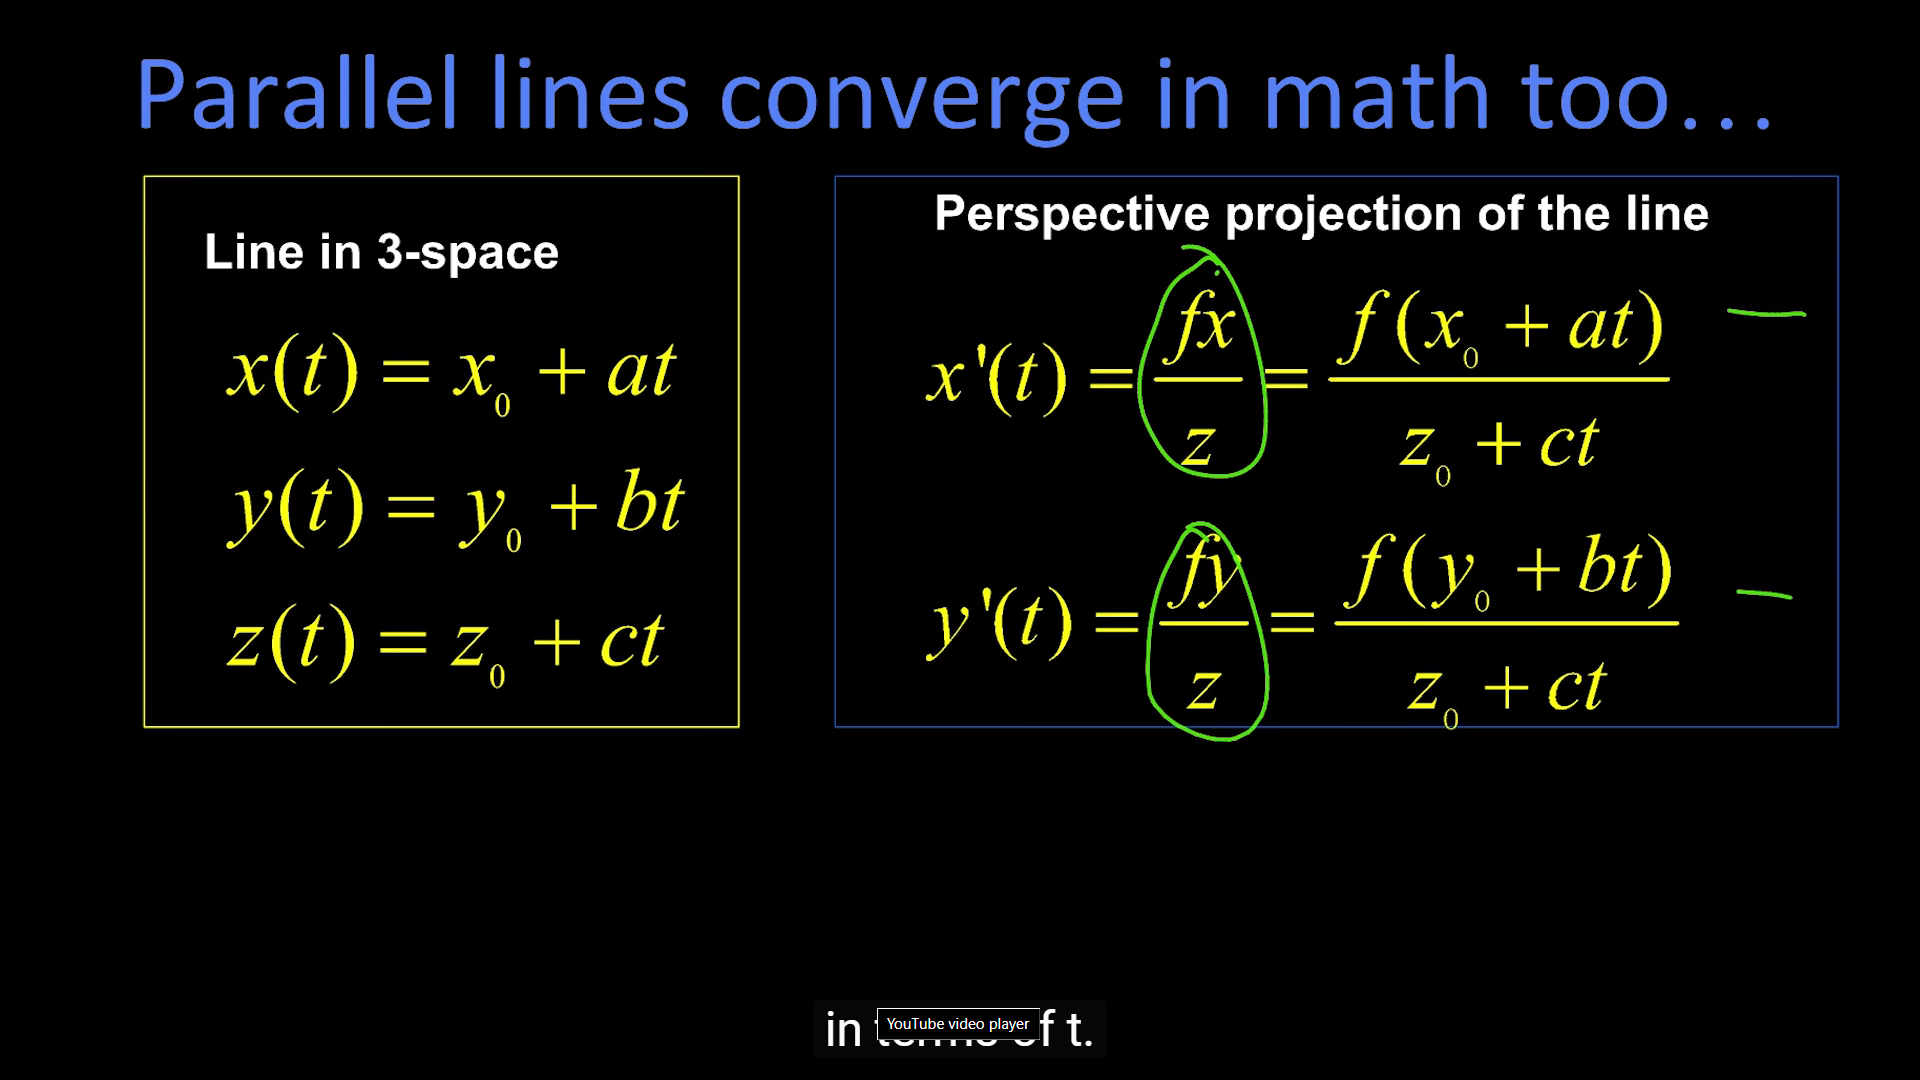 Parallel lines converge in math too…
Line in 3-space
x(t) = x₀ + at
y(t) = y₀ + bt
z(t) = z₀ + ct
Perspective projection of the line
x'(t) = fx/z = f(x₀ + at)/(z₀ + ct)
y'(t) = fy/z = f(y₀ + bt)/(z₀ + ct)
in of t.
YouTube video player